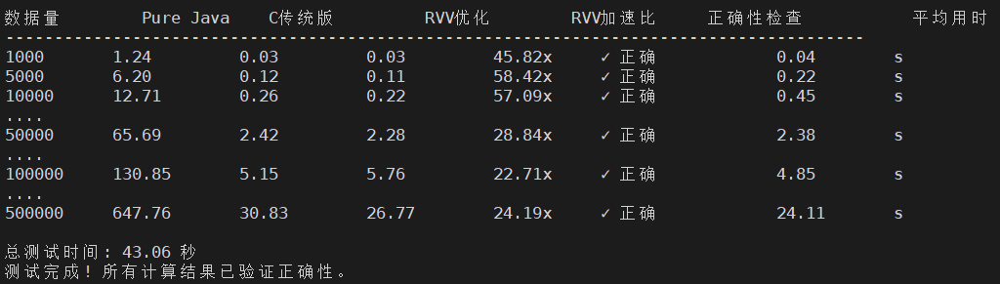 数据量 Pure Java C传统版 RVV优化 RVV加速比 正确性检查 平均用时
----------------------------------------------------------------------------------------
1000 1.24 0.03 0.03 45.82x ✓ 正确 0.04 s
5000 6.20 0.12 0.11 58.42x ✓ 正确 0.22 s
10000 12.71 0.26 0.22 57.09x ✓ 正确 0.45 s
....
50000 65.69 2.42 2.28 28.84x ✓ 正确 2.38 s
....
100000 130.85 5.15 5.76 22.71x ✓ 正确 4.85 s
....
500000 647.76 30.83 26.77 24.19x ✓ 正确 24.11 s
总测试时间: 43.06 秒
测试完成! 所有计算结果已验证正确性。